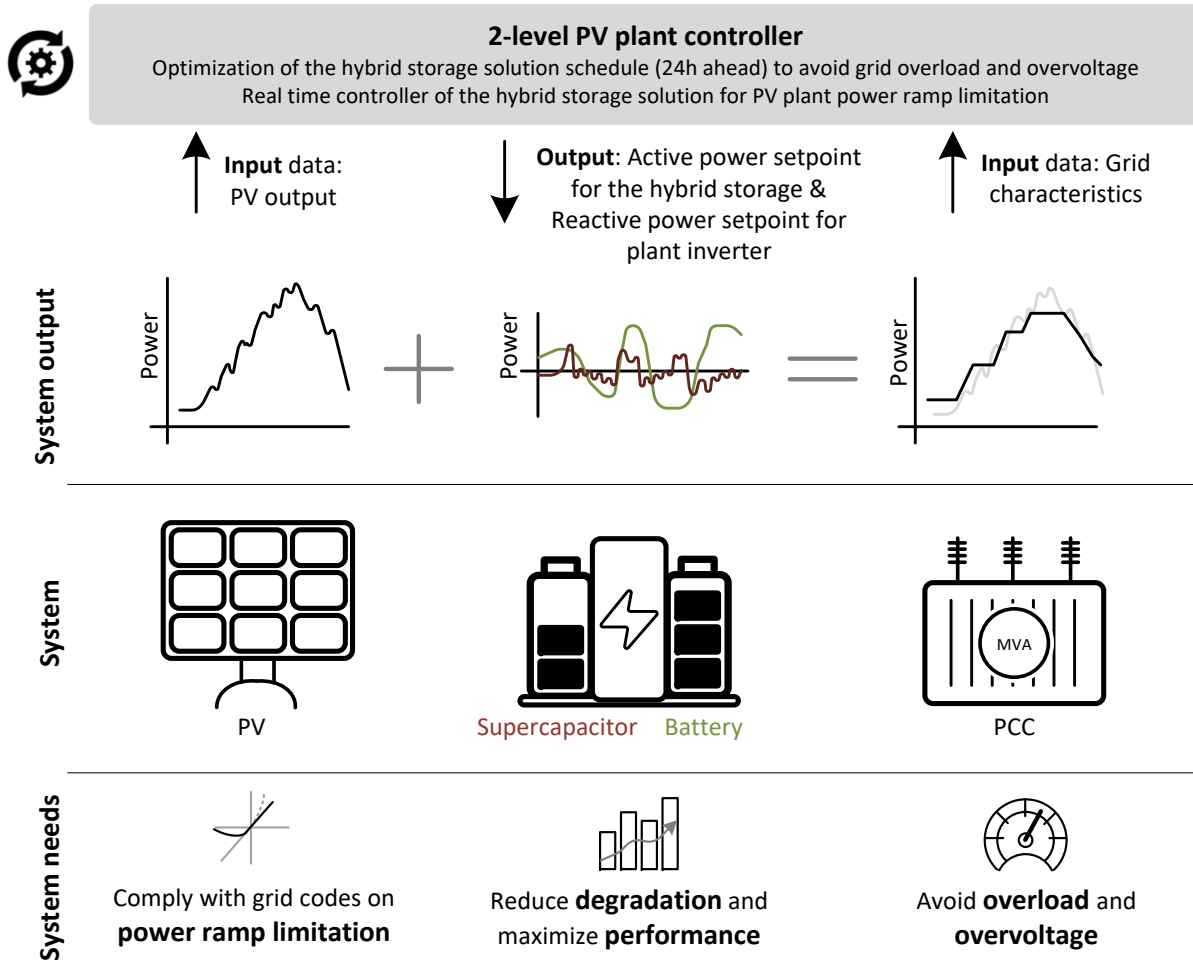 2-level PV plant controller
Optimization of the hybrid storage solution schedule (24h ahead) to avoid grid overload and overvoltage
Real time controller of the hybrid storage solution for PV plant power ramp limitation
Input data:
PV output
Output: Active power setpoint
for the hybrid storage &
Reactive power setpoint for
plant inverter
Input data: Grid
characteristics
System output
Power
Power
Power
System
MVA
PV
Supercapacitor
Battery
PCC
System needs
Comply with grid codes on
power ramp limitation
Reduce degradation and
maximize performance
Avoid overload and
overvoltage